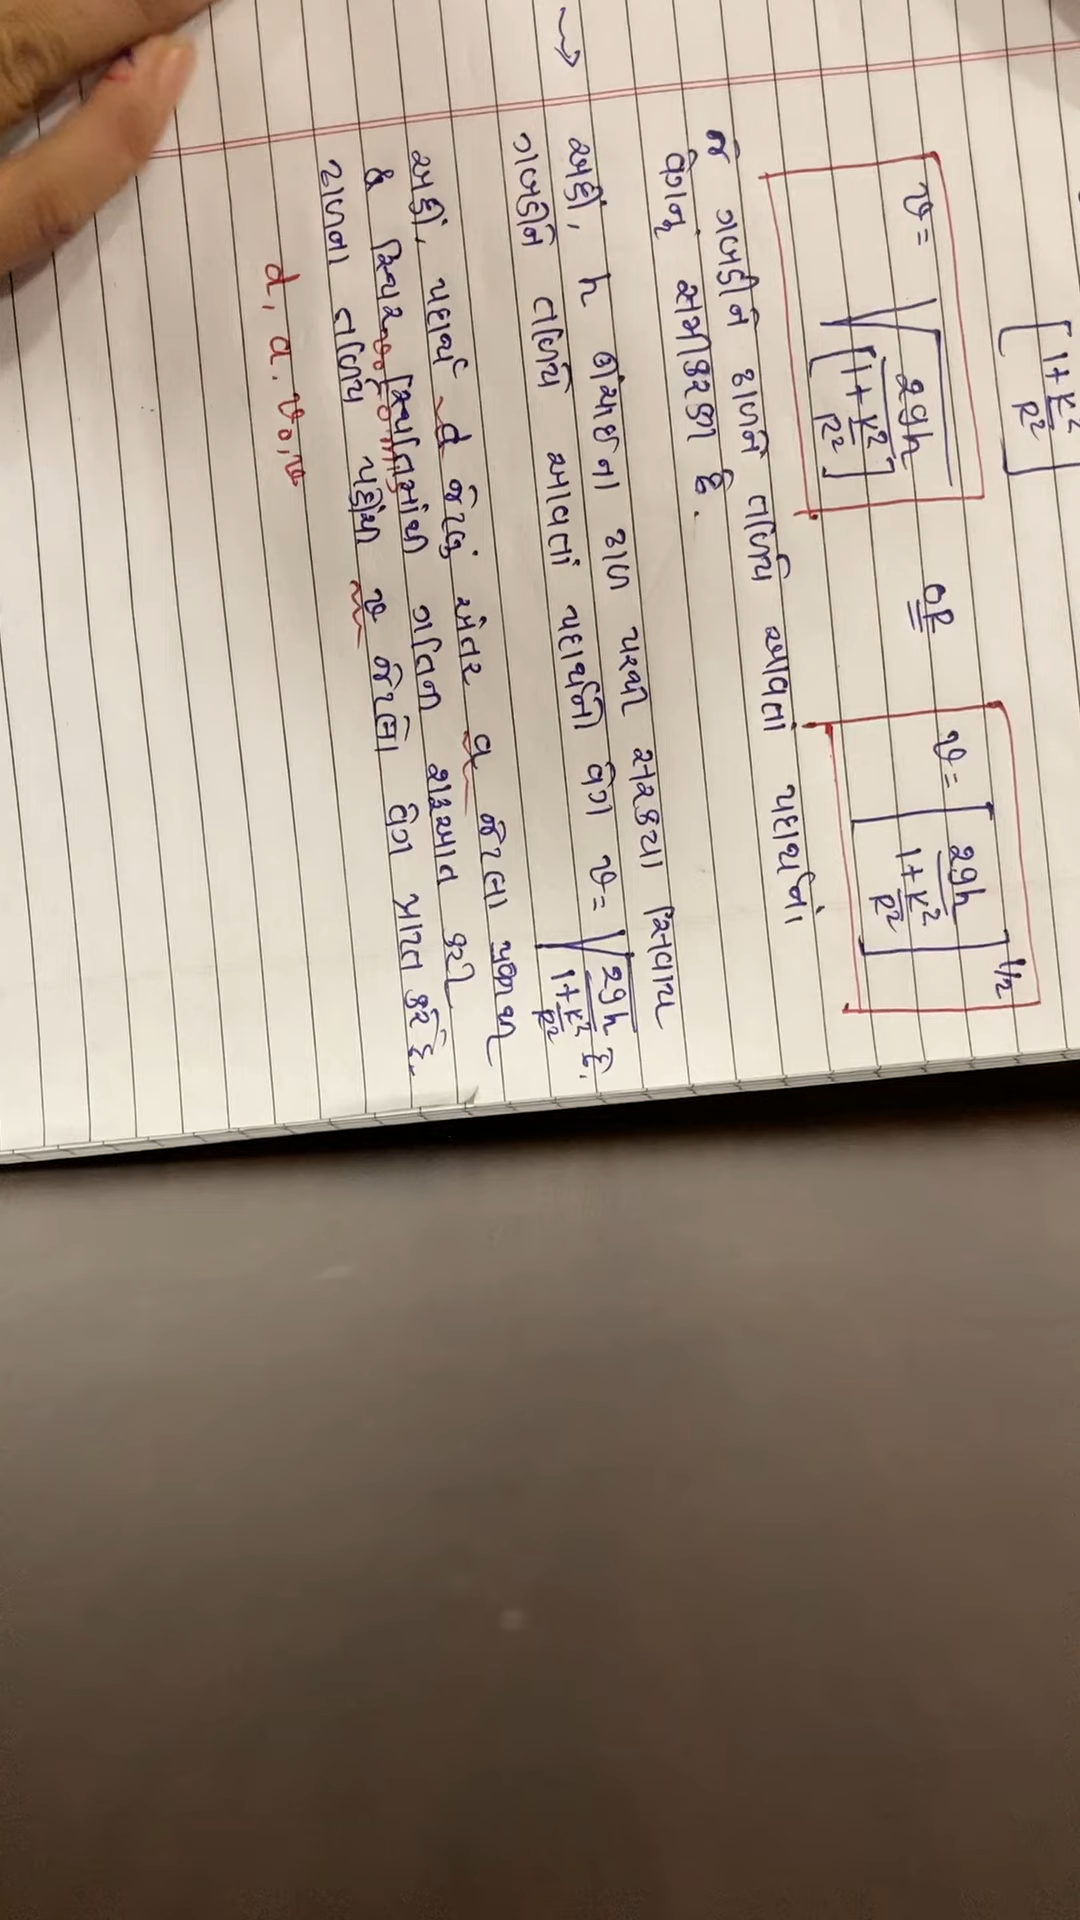 [1+K²/R²]
v = √(2gh/[1+K²/R²]) OR v = [2gh/(1+K²/R²)]^1/2
જે ગબડીને ઢાળને તળિયે આવતાં પદાર્થનાં
વેગનું સમીકરણ છે.
→ અહીં, h ઊંચાઈના ઢાળ પરથી સરક્યા સિવાય
ગબડીને તળિયે આવતાં પદાર્થનો વેગ v = √(2gh/(1+K²/R²)) છે.
અહીં, પદાર્થ d જેટલું અંતર a જેટલા પ્રવેગથી
& સ્થિર સ્થિતિમાંથી ગતિની શરૂઆત કરી
ઢાળના તળિયે પહોંચી v જેટલો વેગ પ્રાપ્ત કરે છે.
d, a, v₀, v